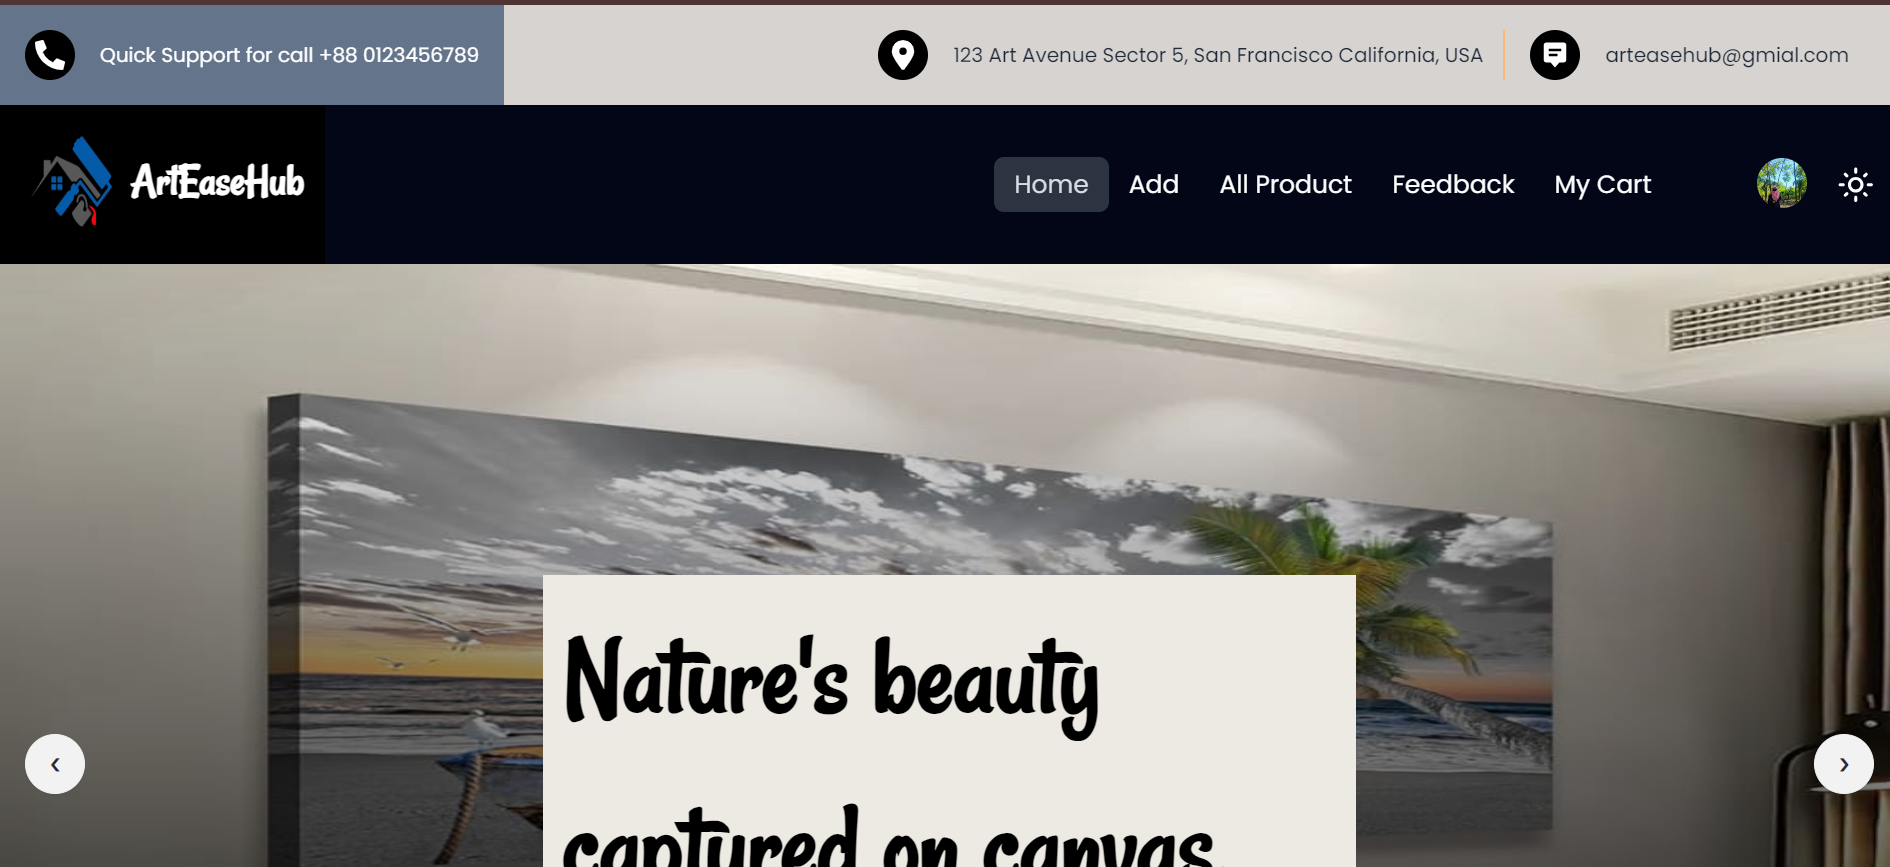 Quick Support for call +88 0123456789
123 Art Avenue Sector 5, San Francisco California, USA
arteasehub@gmial.com
ArtEaseHub
Home
Add
All Product
Feedback
My Cart
Nature's beauty
captured on canvas.
‹
›